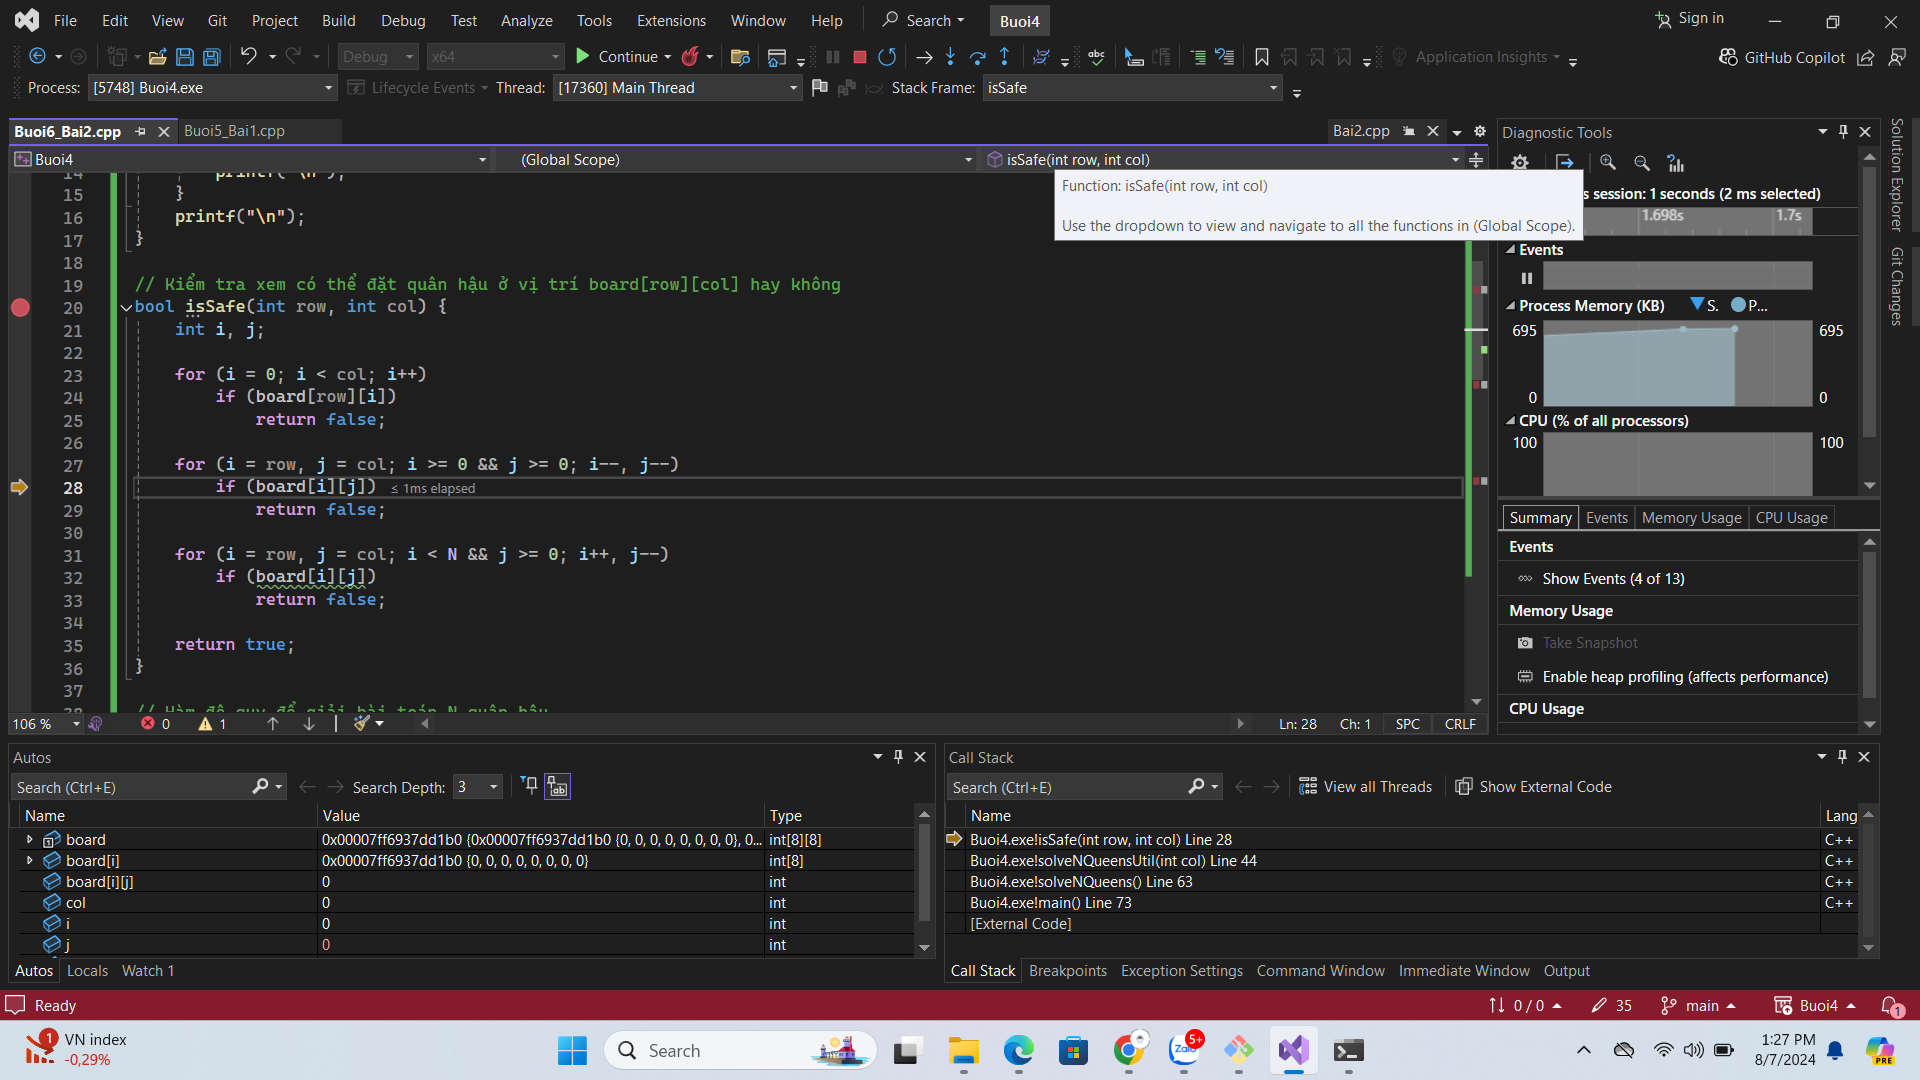 File Edit View Git Project Build Debug Test Analyze Tools Extensions Window Help Search Buoi4 Sign in
Debug x64 Continue Application Insights GitHub Copilot
Process: [5748] Buoi4.exe Lifecycle Events Thread: [17360] Main Thread Stack Frame: isSafe
Buoi6_Bai2.cpp Buoi5_Bai1.cpp Bai2.cpp
Buoi4 (Global Scope) isSafe(int row, int col)
Function: isSafe(int row, int col)
Use the dropdown to view and navigate to all the functions in (Global Scope).
14 printf("\n");
15 }
16 printf("\n");
17 }
18
19 // Kiểm tra xem có thể đặt quân hậu ở vị trí board[row][col] hay không
20 bool isSafe(int row, int col) {
21 int i, j;
22
23 for (i = 0; i < col; i++)
24 if (board[row][i])
25 return false;
26
27 for (i = row, j = col; i >= 0 && j >= 0; i--, j--)
28 if (board[i][j]) ≤ 1ms elapsed
29 return false;
30
31 for (i = row, j = col; i < N && j >= 0; i++, j--)
32 if (board[i][j])
33 return false;
34
35 return true;
36 }
37
38 // Hàm đệ quy để giải bài toán N quân hậu
106 % 0 1 Ln: 28 Ch: 1 SPC CRLF
Diagnostic Tools
s session: 1 seconds (2 ms selected)
1.698s 1.7s
Events
Process Memory (KB) S. P...
695 695
0 0
CPU (% of all processors)
100 100
Summary Events Memory Usage CPU Usage
Events
Show Events (4 of 13)
Memory Usage
Take Snapshot
Enable heap profiling (affects performance)
CPU Usage
Solution Explorer
Git Changes
Autos
Search (Ctrl+E) Search Depth: 3
Name Value Type
board 0x00007ff6937dd1b0 {0x00007ff6937dd1b0 {0, 0, 0, 0, 0, 0, 0, 0}, 0... int[8][8]
board[i] 0x00007ff6937dd1b0 {0, 0, 0, 0, 0, 0, 0, 0} int[8]
board[i][j] 0 int
col 0 int
i 0 int
j 0 int
Autos Locals Watch 1
Call Stack
Search (Ctrl+E) View all Threads Show External Code
Name Lang
Buoi4.exe!isSafe(int row, int col) Line 28 C++
Buoi4.exe!solveNQueensUtil(int col) Line 44 C++
Buoi4.exe!solveNQueens() Line 63 C++
Buoi4.exe!main() Line 73 C++
[External Code]
Call Stack Breakpoints Exception Settings Command Window Immediate Window Output
Ready 0 / 0 35 main Buoi4 1
1 VN index
-0,29%
Search
Zalo 5+
PRE
1:27 PM
8/7/2024